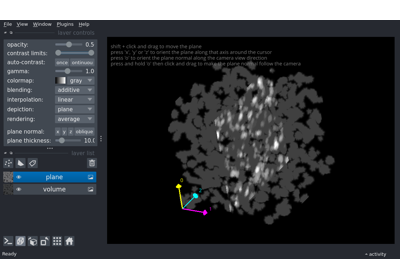 File View Window Plugins Help
layer controls
opacity: 0.5
contrast limits:
auto-contrast: once
gamma: 1.0
colormap: gray
blending: additive
interpolation: linear
depiction: plane
rendering: average
plane normal: x y z oblique
plane thickness: 10.0
layer list
plane
volume
Ready
activity
shift + click and drag to move the plane
press 'x', 'y' or 'z' to orient the plane along that axis around the cursor
press 'o' to orient the plane normal along the camera view direction
press and hold 'o' then click and drag to make the plane normal follow the camera